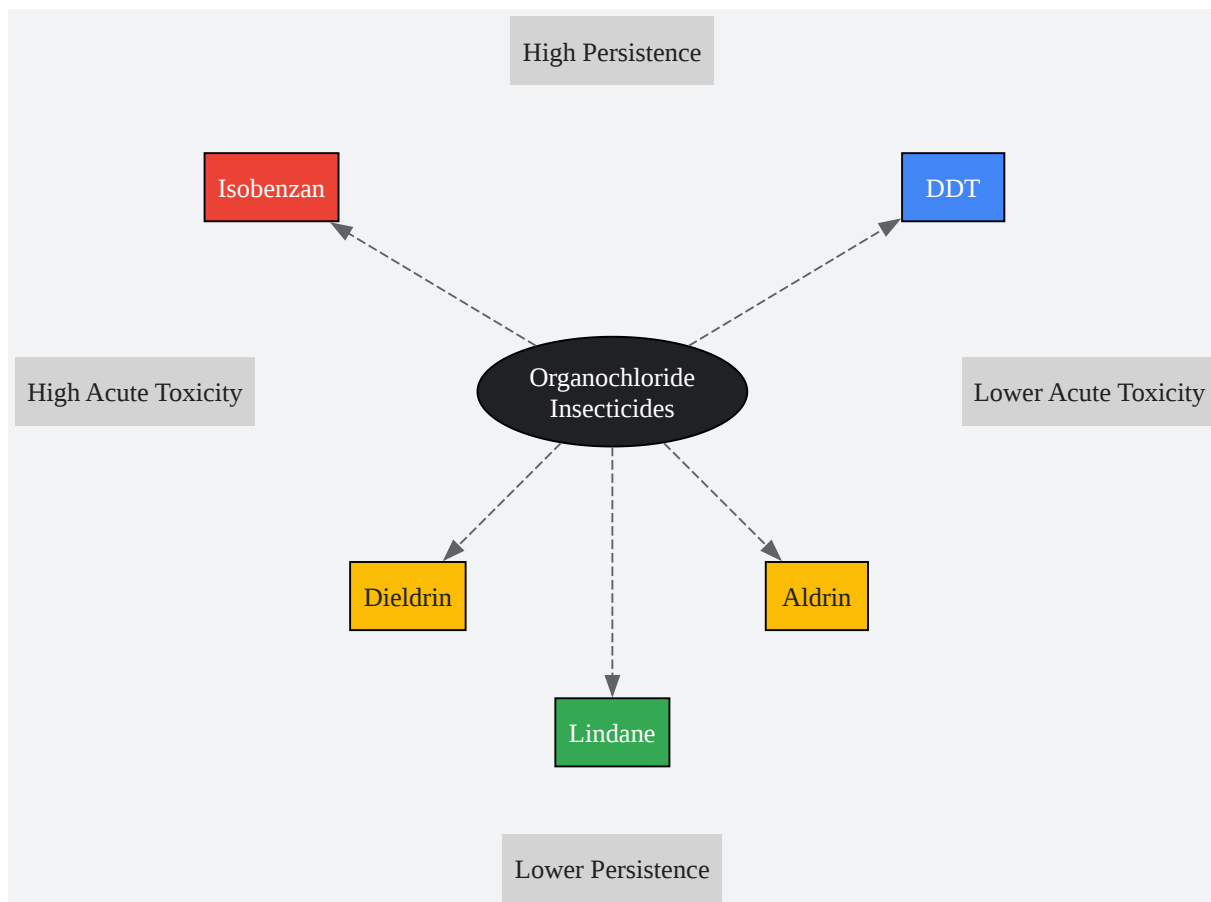 High Persistence
Isobenzan
DDT
Organochloride
Insecticides
High Acute Toxicity
Lower Acute Toxicity
Dieldrin
Aldrin
Lindane
Lower Persistence